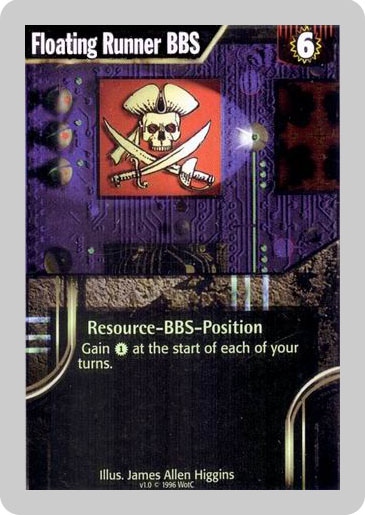 Floating Runner BBS
6
Resource-BBS-Position
Gain 1 at the start of each of your
turns.
Illus. James Allen Higgins
v1.0 © 1996 WotC